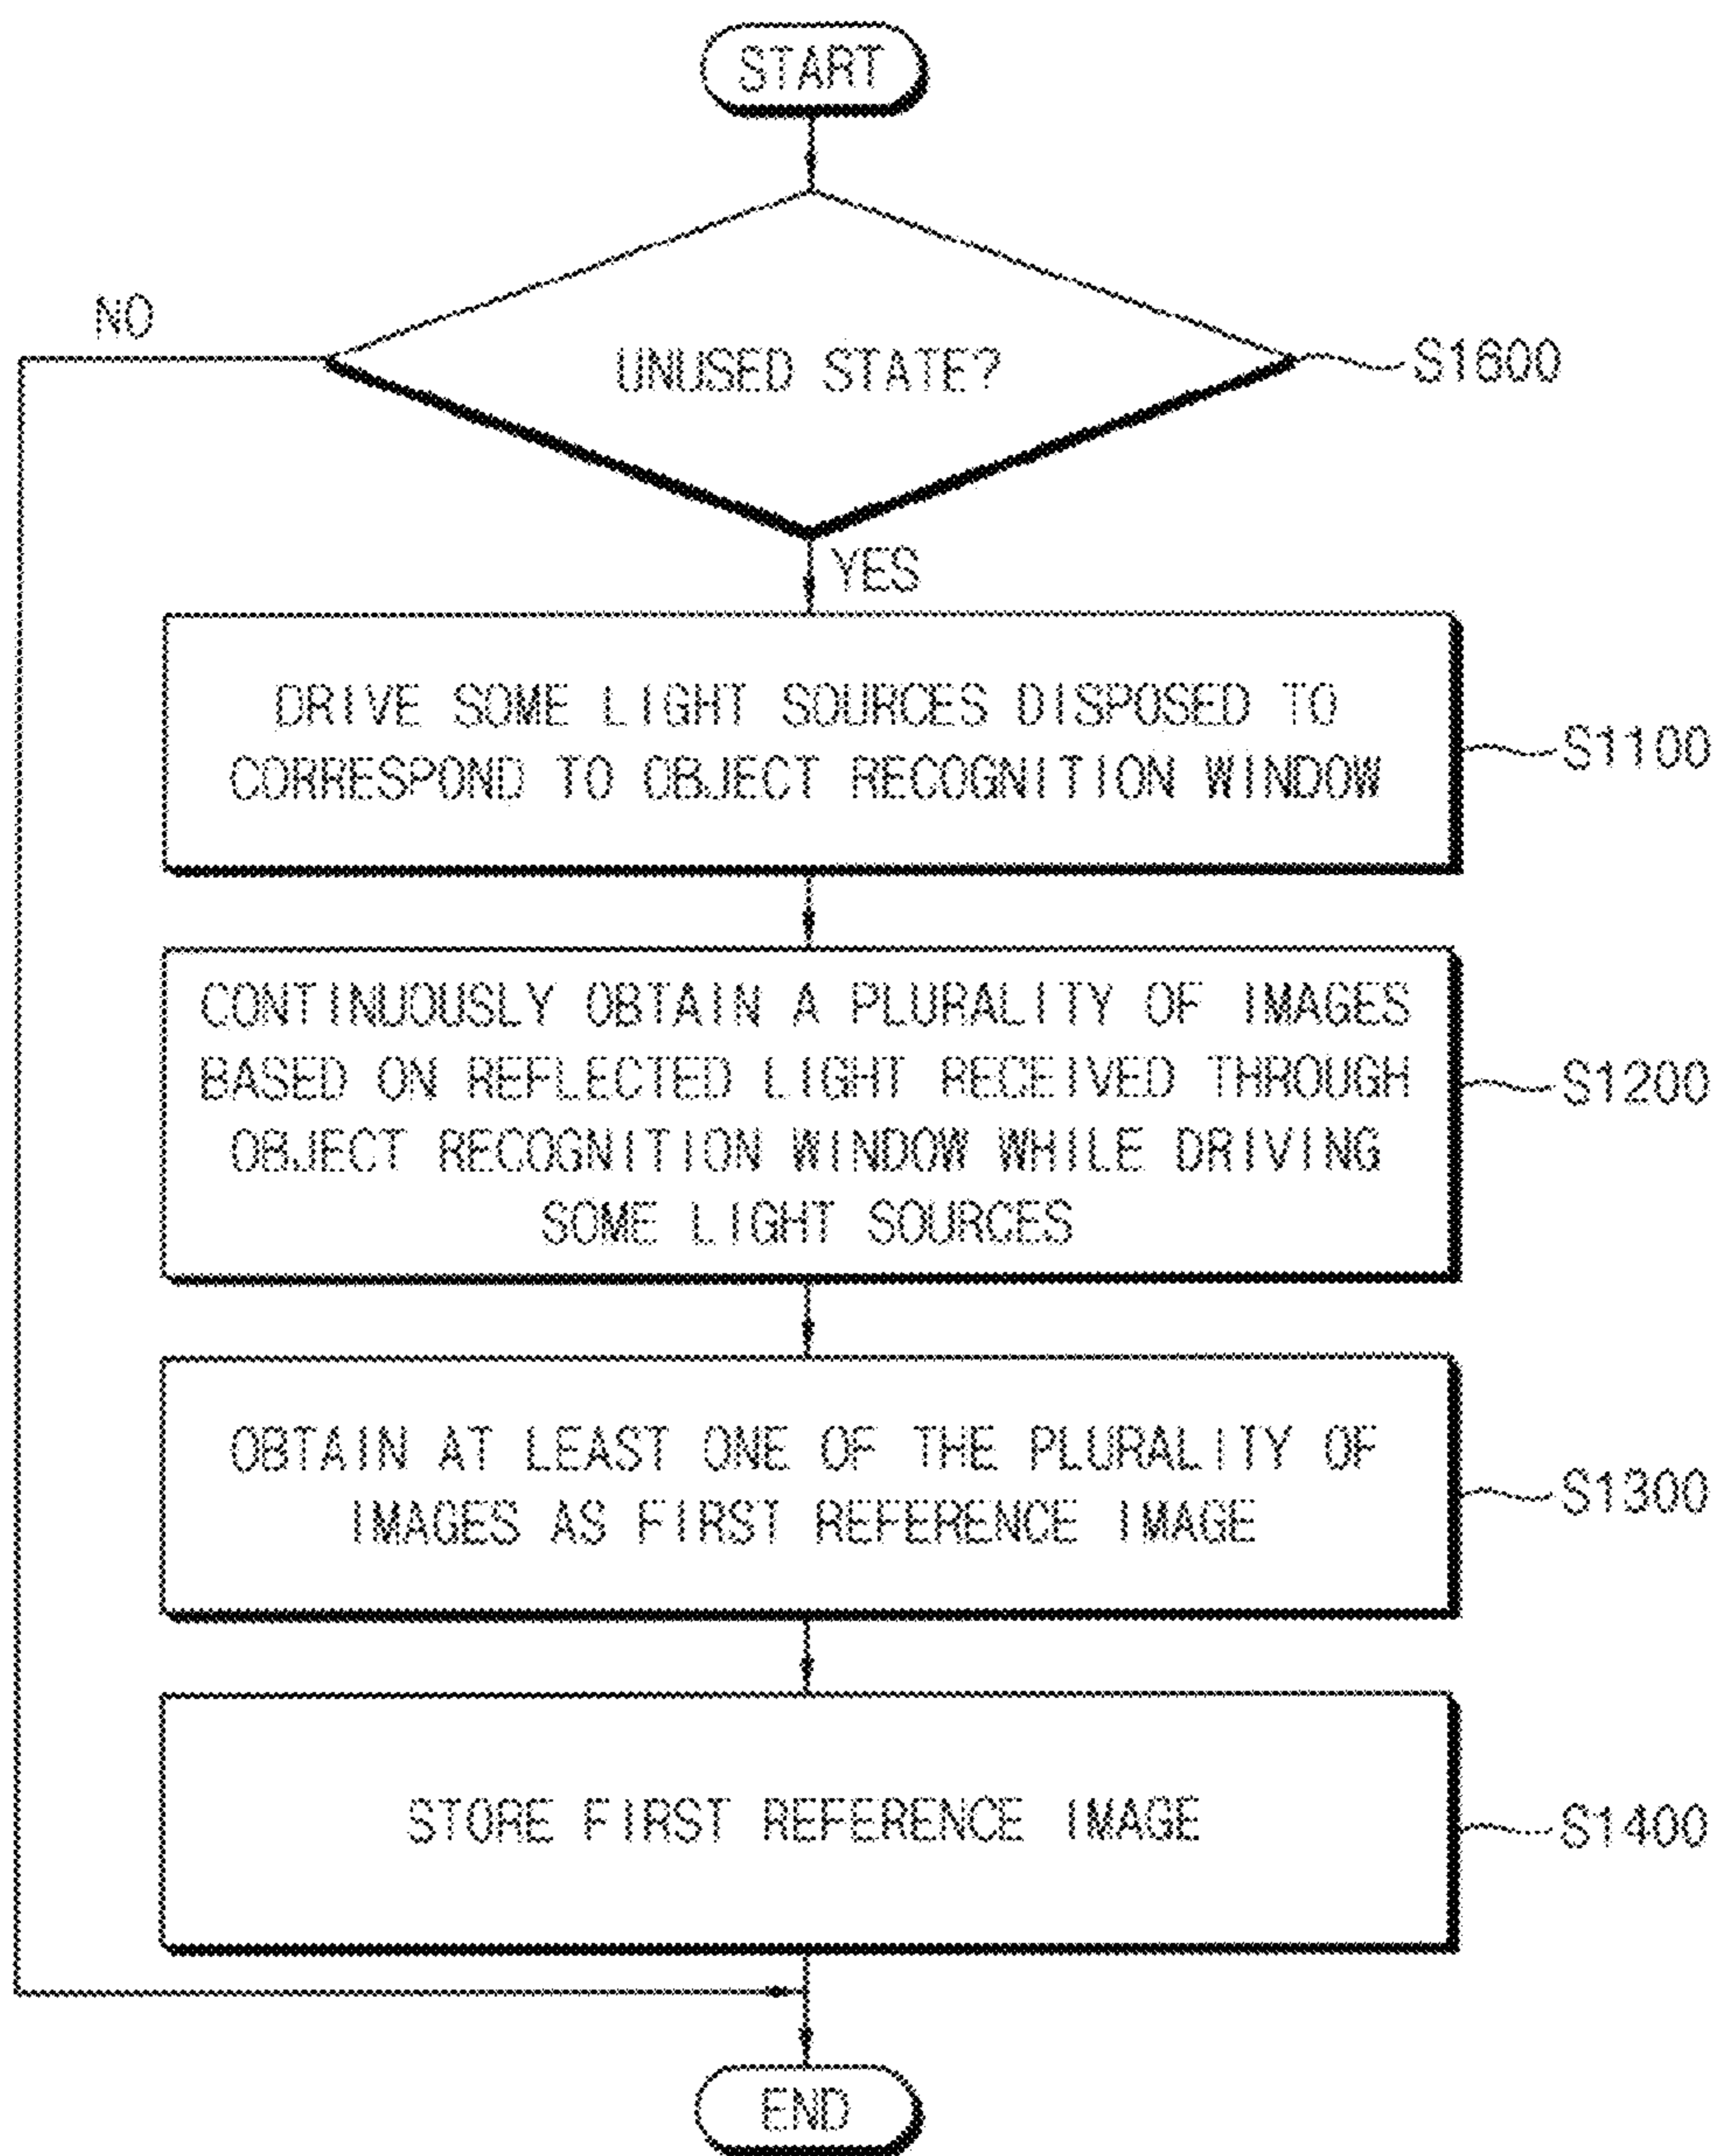 START
NO
UNUSED STATE?
S1600
YES
DRIVE SOME LIGHT SOURCES DISPOSED TO
CORRESPOND TO OBJECT RECOGNITION WINDOW
S1100
CONTINUOUSLY OBTAIN A PLURALITY OF IMAGES
BASED ON REFLECTED LIGHT RECEIVED THROUGH
OBJECT RECOGNITION WINDOW WHILE DRIVING
SOME LIGHT SOURCES
S1200
OBTAIN AT LEAST ONE OF THE PLURALITY OF
IMAGES AS FIRST REFERENCE IMAGE
S1300
STORE FIRST REFERENCE IMAGE
S1400
END